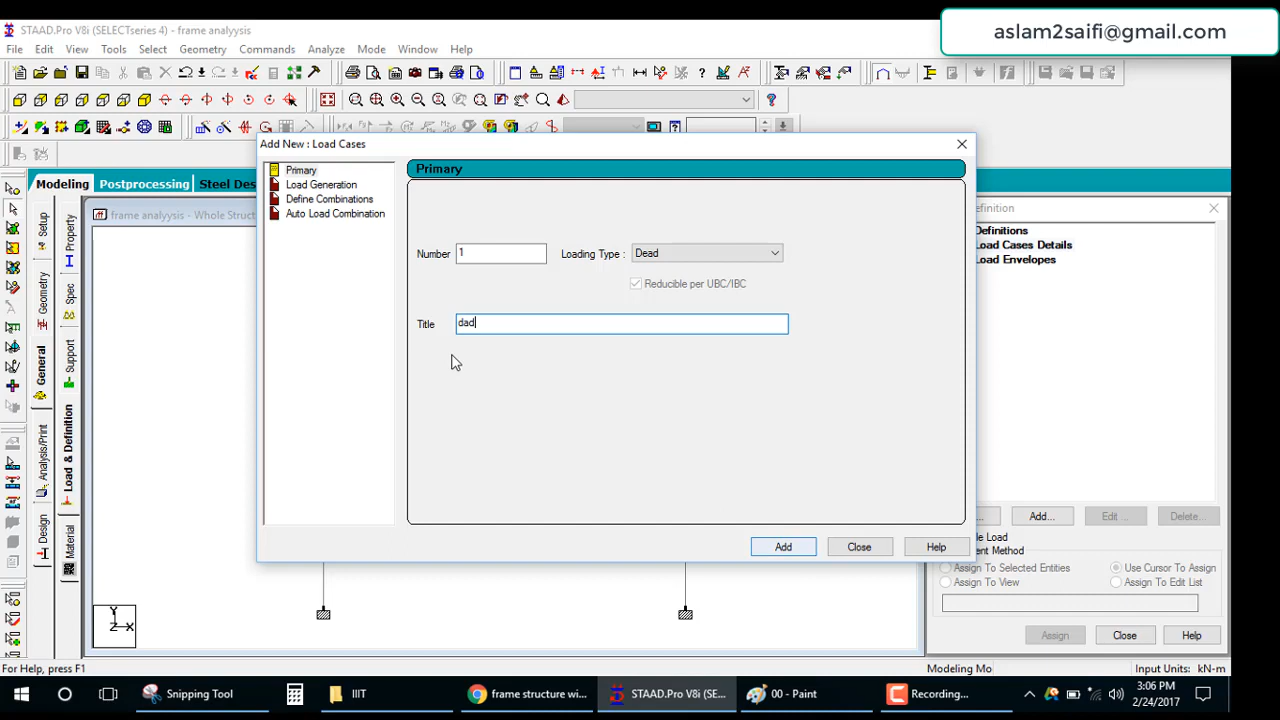 aslam2saifi@gmail.com
STAAD.Pro V8i (SELECTseries 4) - frame analyysis
File Edit View Tools Select Geometry Commands Analyze Mode Window Help
Add New : Load Cases
Primary
Load Generation
Define Combinations
Auto Load Combination
Primary
Number 1 Loading Type : Dead
Reducible per UBC/IBC
Title dad
Add Close Help
Modeling Postprocessing Steel Des
frame analyysis - Whole Struct
Setup
Geometry
General
Analysis/Print
Design
Property
Spec
Support
Load & Definition
Material
Y
Z X
efinition
Definitions
Load Cases Details
Load Envelopes
... Add... Edit ... Delete...
le Load
ent Method
Assign To Selected Entities Use Cursor To Assign
Assign To View Assign To Edit List
Assign Close Help
For Help, press F1 Modeling Mo Input Units: kN-m
Snipping Tool IIIT frame structure wi... STAAD.Pro V8i (SE... 00 - Paint Recording...
3:06 PM
2/24/2017